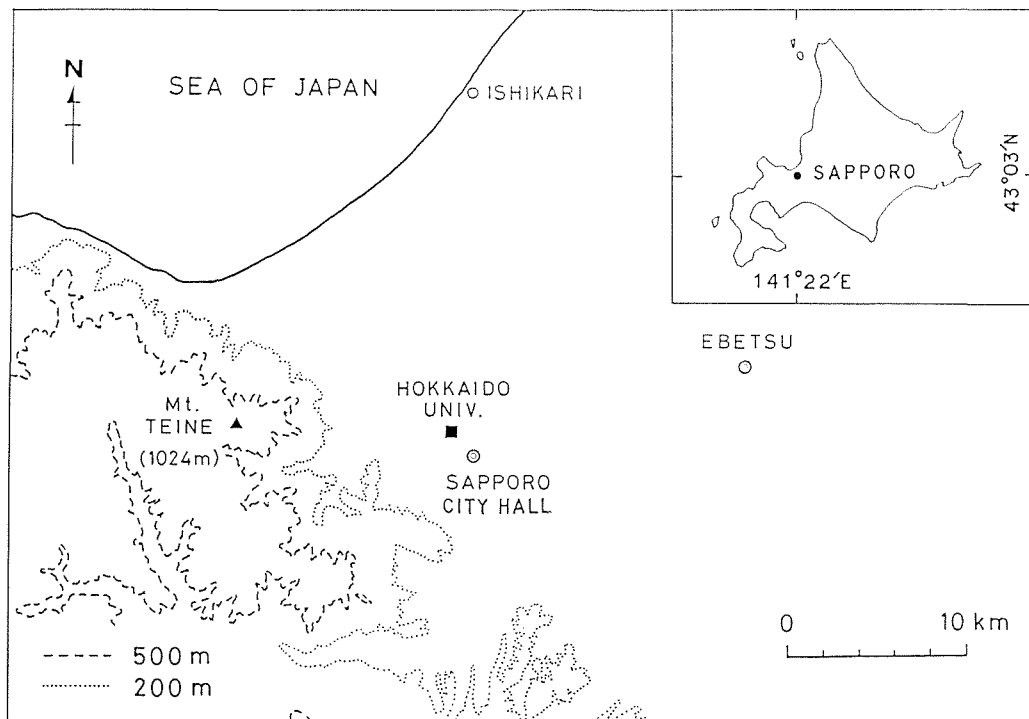 N
SEA OF JAPAN
ISHIKARI
SAPPORO
43°03'N
141°22'E
EBETSU
HOKKAIDO
UNIV.
Mt.
TEINE
(1024m)
SAPPORO
CITY HALL
0 10 km
500 m
200 m